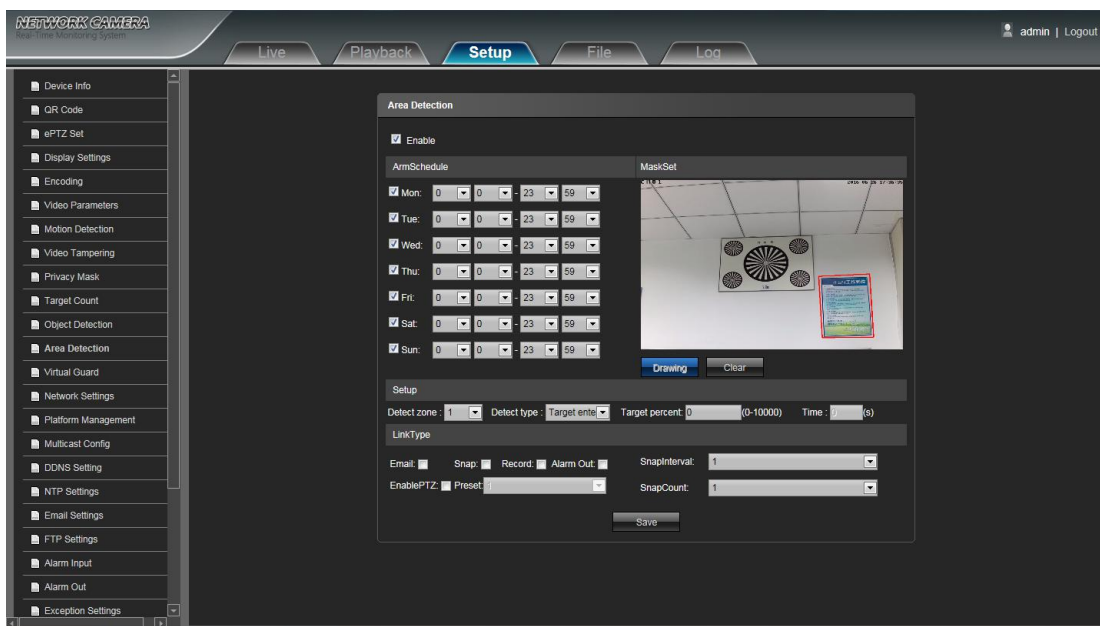 NETWORK CAMERA
Real-Time Monitoring System
admin | Logout
Live
Playback
Setup
File
Log
Device Info
QR Code
ePTZ Set
Display Settings
Encoding
Video Parameters
Motion Detection
Video Tampering
Privacy Mask
Target Count
Object Detection
Area Detection
Virtual Guard
Network Settings
Platform Management
Multicast Config
DDNS Setting
NTP Settings
Email Settings
FTP Settings
Alarm Input
Alarm Out
Exception Settings
Area Detection
Enable
ArmSchedule
MaskSet
Mon: 0 0 - 23 59
Tue: 0 0 - 23 59
Wed: 0 0 - 23 59
Thu: 0 0 - 23 59
Fri: 0 0 - 23 59
Sat: 0 0 - 23 59
Sun: 0 0 - 23 59
Drawing
Clear
Setup
Detect zone : 1 Detect type : Target ente Target percent: 0 (0-10000) Time : (s)
LinkType
Email: Snap: Record: Alarm Out:
EnablePTZ: Preset: 1
SnapInterval: 1
SnapCount: 1
Save